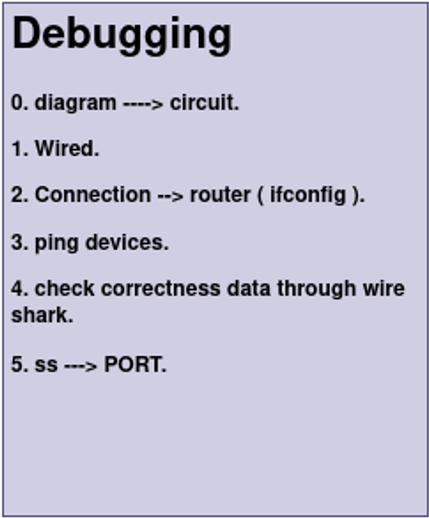 Debugging
0. diagram ----> circuit.
1. Wired.
2. Connection --> router ( ifconfig ).
3. ping devices.
4. check correctness data through wire
shark.
5. ss ---> PORT.